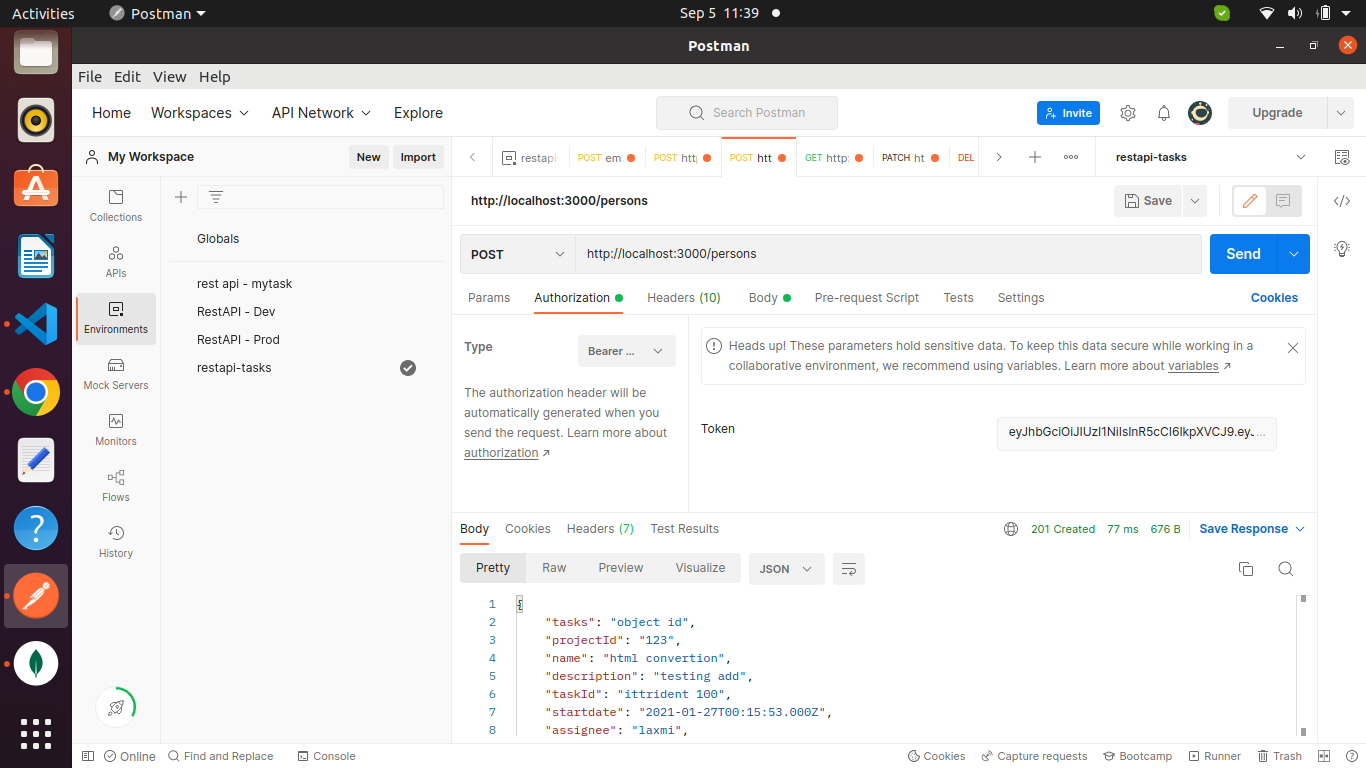 Activities
Postman
Sep 5 11:39
Postman
File Edit View Help
Home Workspaces API Network Explore
Search Postman
Invite
Upgrade
My Workspace
New Import
restapi-
POST em
POST http
POST htt
GET http:
PATCH ht
DEL
restapi-tasks
Collections
APIs
Environments
Mock Servers
Monitors
Flows
History
Globals
rest api - mytask
RestAPI - Dev
RestAPI - Prod
restapi-tasks
http://localhost:3000/persons
Save
POST
http://localhost:3000/persons
Send
Params Authorization Headers (10) Body Pre-request Script Tests Settings
Cookies
Type
Bearer ...
The authorization header will be
automatically generated when you
send the request. Learn more about
authorization ↗
Heads up! These parameters hold sensitive data. To keep this data secure while working in a
collaborative environment, we recommend using variables. Learn more about variables ↗
Token
Body Cookies Headers (7) Test Results
201 Created 77 ms 676 B
Save Response
Pretty Raw Preview Visualize
JSON
1 {
2 "tasks": "object id",
3 "projectId": "123",
4 "name": "html convertion",
5 "description": "testing add",
6 "taskId": "ittrident 100",
7 "startdate": "2021-01-27T00:15:53.000Z",
8 "assignee": "laxmi",
Online Find and Replace Console
Cookies Capture requests Bootcamp Runner Trash